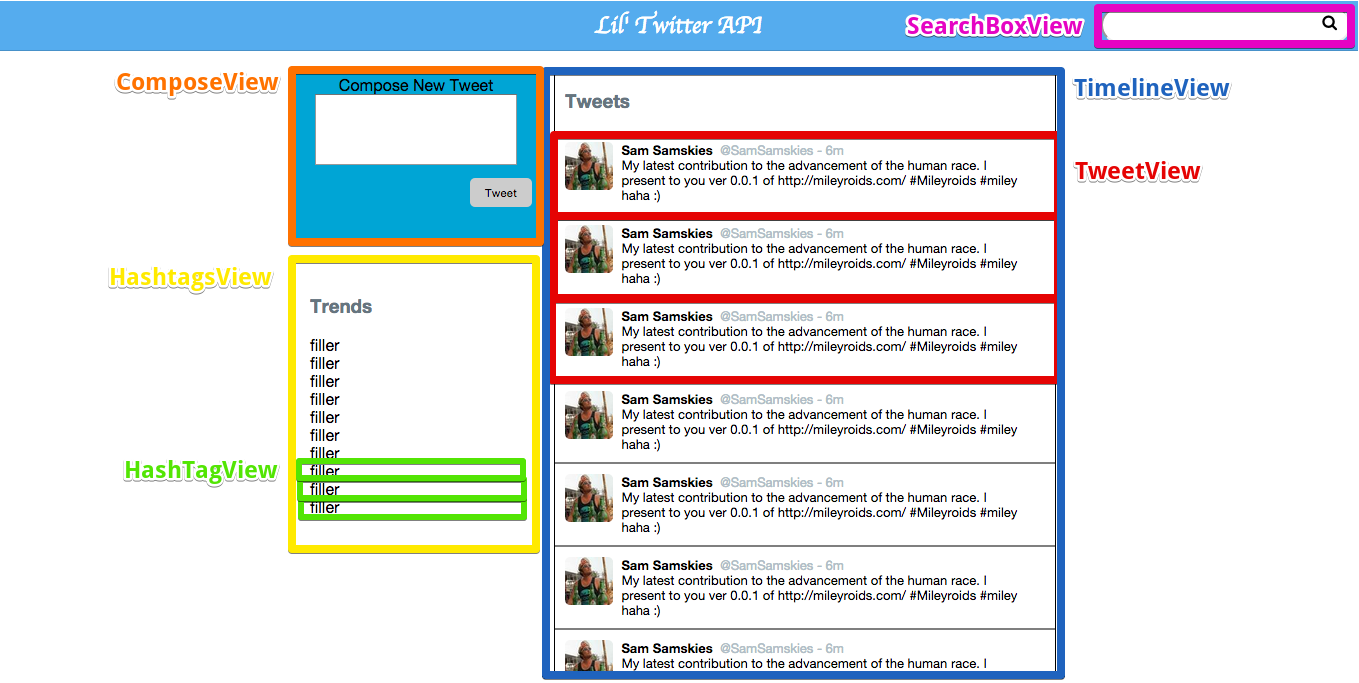 Lil' Twitter API
SearchBoxView
ComposeView
Compose New Tweet
Tweet
HashtagsView
Trends
filler
filler
filler
filler
filler
filler
filler
filler
filler
filler
HashTagView
TimelineView
Tweets
TweetView
Sam Samskies @SamSamskies - 6m
My latest contribution to the advancement of the human race. I
present to you ver 0.0.1 of http://mileyroids.com/ #Mileyroids #miley
haha :)
Sam Samskies @SamSamskies - 6m
My latest contribution to the advancement of the human race. I
present to you ver 0.0.1 of http://mileyroids.com/ #Mileyroids #miley
haha :)
Sam Samskies @SamSamskies - 6m
My latest contribution to the advancement of the human race. I
present to you ver 0.0.1 of http://mileyroids.com/ #Mileyroids #miley
haha :)
Sam Samskies @SamSamskies - 6m
My latest contribution to the advancement of the human race. I
present to you ver 0.0.1 of http://mileyroids.com/ #Mileyroids #miley
haha :)
Sam Samskies @SamSamskies - 6m
My latest contribution to the advancement of the human race. I
present to you ver 0.0.1 of http://mileyroids.com/ #Mileyroids #miley
haha :)
Sam Samskies @SamSamskies - 6m
My latest contribution to the advancement of the human race. I
present to you ver 0.0.1 of http://mileyroids.com/ #Mileyroids #miley
haha :)
Sam Samskies @SamSamskies - 6m
My latest contribution to the advancement of the human race. I